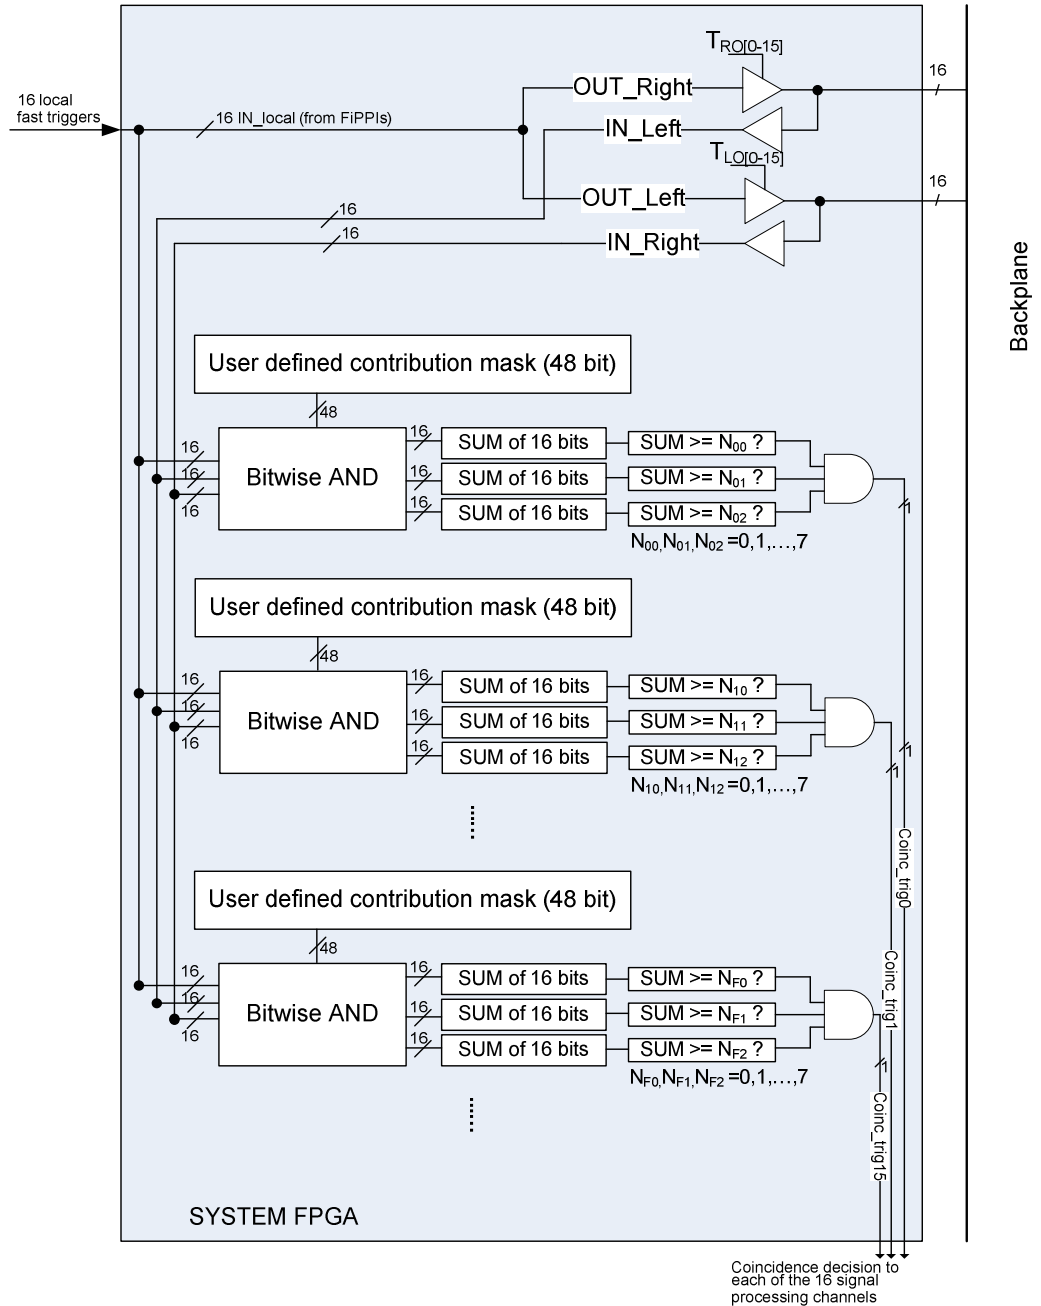 T_RO[0-15]
16
16 local
fast triggers
OUT_Right
16 IN_local (from FiPPIs)
IN_Left
T_LO[0-15]
16
OUT_Left
16
16
IN_Right
Backplane
User defined contribution mask (48 bit)
48
16
16
16
Bitwise AND
16
SUM of 16 bits
SUM >= N00 ?
16
SUM of 16 bits
SUM >= N01 ?
16
SUM of 16 bits
SUM >= N02 ?
1
N00,N01,N02 =0,1,…,7
User defined contribution mask (48 bit)
48
16
16
16
Bitwise AND
16
SUM of 16 bits
SUM >= N10 ?
16
SUM of 16 bits
SUM >= N11 ?
16
SUM of 16 bits
SUM >= N12 ?
1
1
N10,N11,N12 =0,1,…,7
Coinc_trig0
User defined contribution mask (48 bit)
48
16
16
16
Bitwise AND
16
SUM of 16 bits
SUM >= NF0 ?
16
SUM of 16 bits
SUM >= NF1 ?
16
SUM of 16 bits
SUM >= NF2 ?
Coinc_trig1
1
NF0,NF1,NF2 =0,1,…,7
Coinc_trig15
SYSTEM FPGA
Coincidence decision to
each of the 16 signal
processing channels